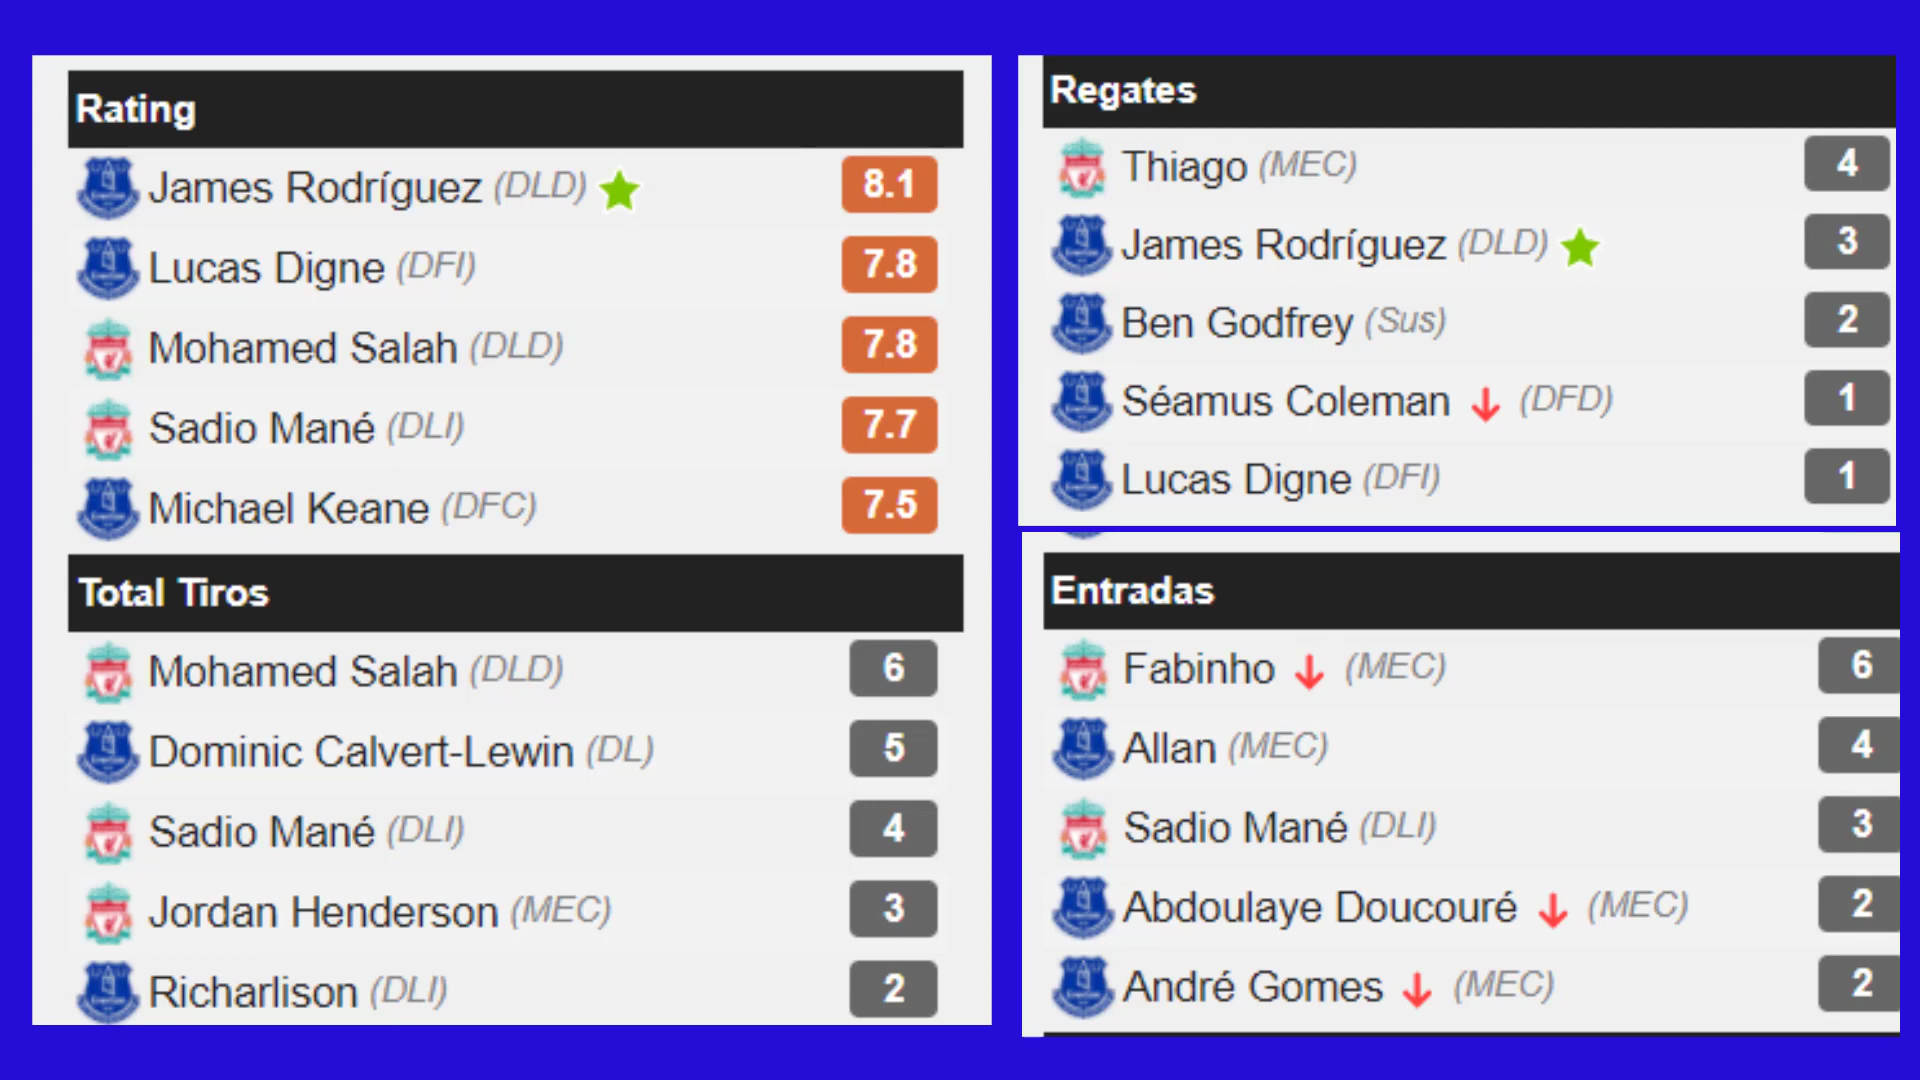 Rating
James Rodríguez (DLD) 8.1
Lucas Digne (DFI) 7.8
Mohamed Salah (DLD) 7.8
Sadio Mané (DLI) 7.7
Michael Keane (DFC) 7.5
Total Tiros
Mohamed Salah (DLD) 6
Dominic Calvert-Lewin (DL) 5
Sadio Mané (DLI) 4
Jordan Henderson (MEC) 3
Richarlison (DLI) 2
Regates
Thiago (MEC) 4
James Rodríguez (DLD) 3
Ben Godfrey (Sus) 2
Séamus Coleman (DFD) 1
Lucas Digne (DFI) 1
Entradas
Fabinho (MEC) 6
Allan (MEC) 4
Sadio Mané (DLI) 3
Abdoulaye Doucouré (MEC) 2
André Gomes (MEC) 2